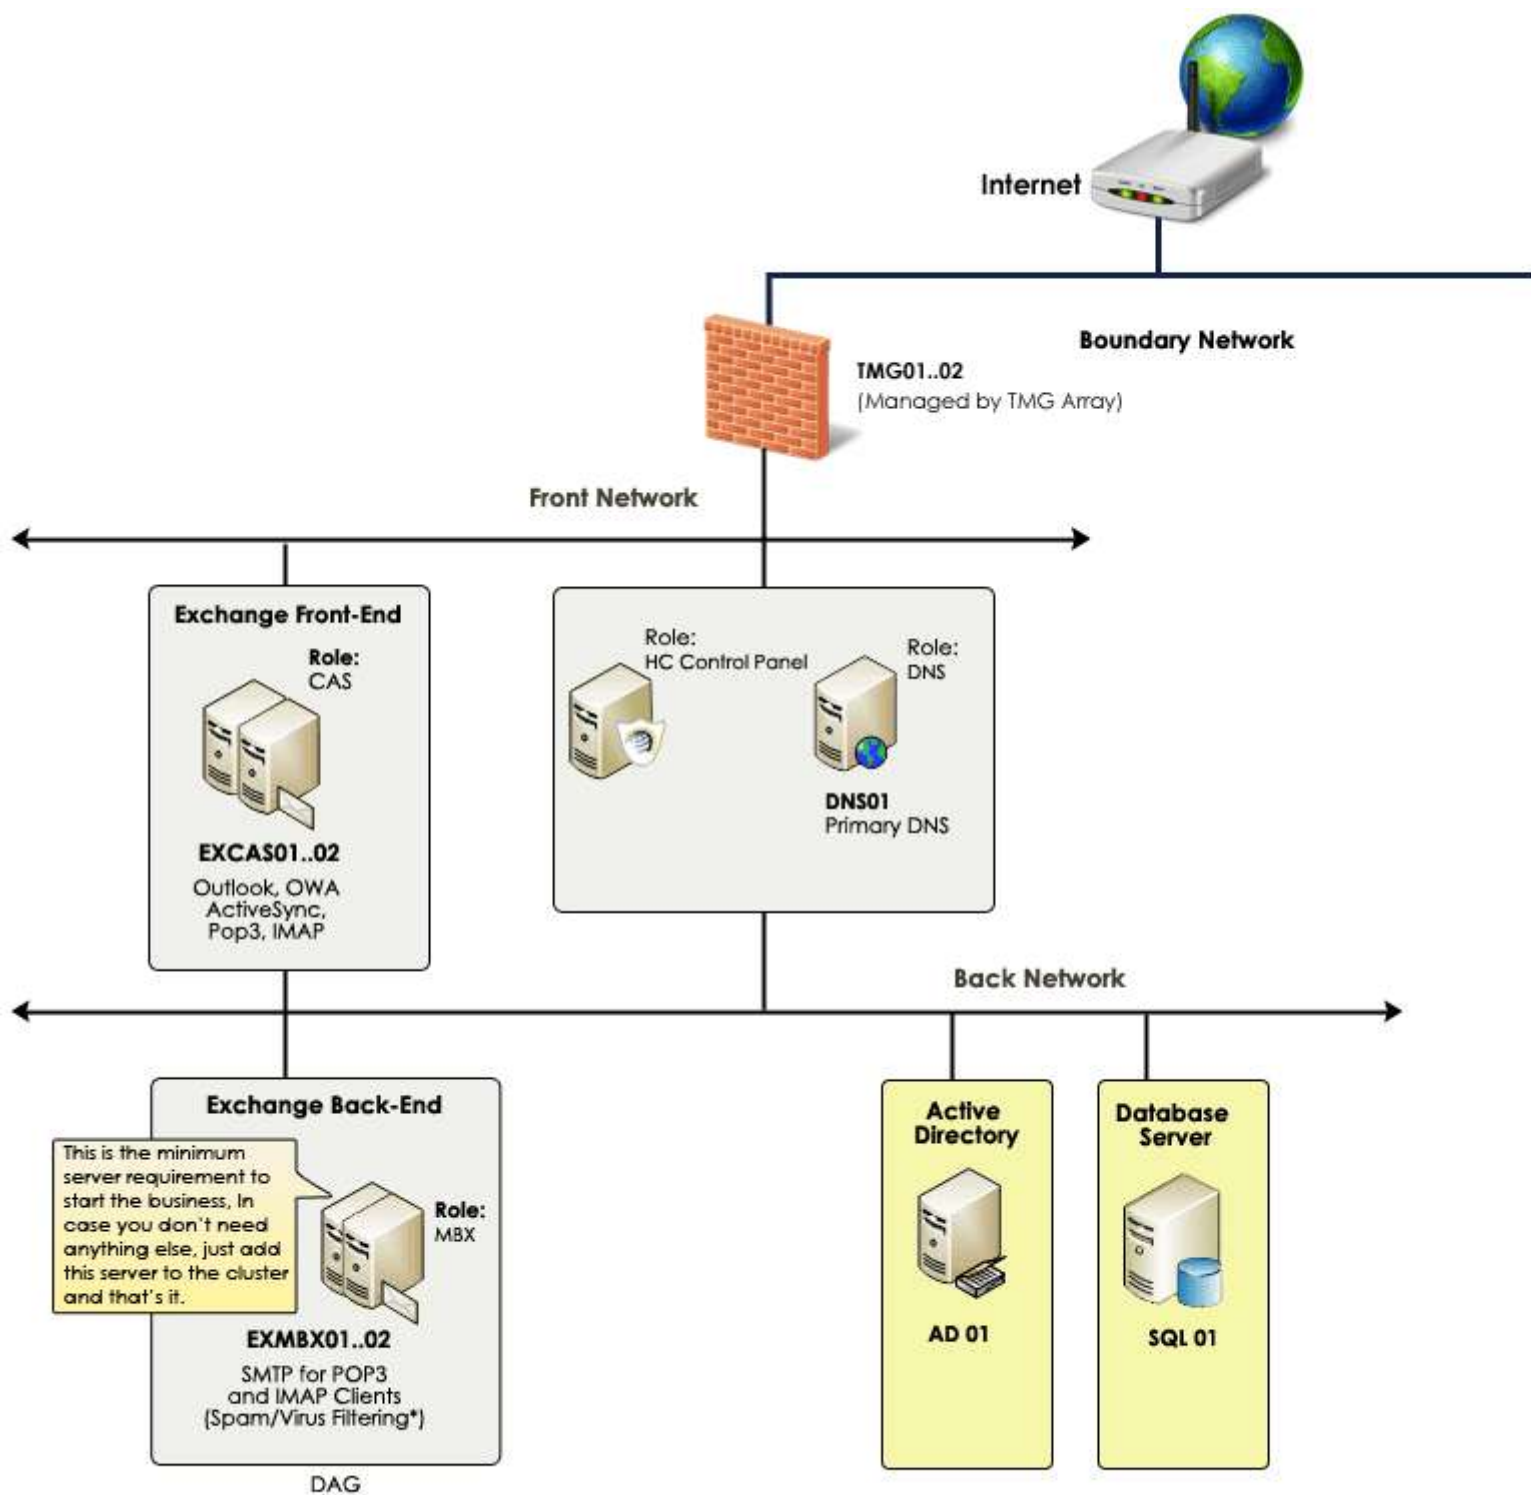 Internet
Boundary Network
TMG01..02
(Managed by TMG Array)
Front Network
Exchange Front-End
Role:
CAS
EXCAS01..02
Outlook, OWA
ActiveSync,
Pop3, IMAP
Role:
HC Control Panel
Role:
DNS
DNS01
Primary DNS
Back Network
Exchange Back-End
This is the minimum
server requirement to
start the business, In
case you don't need
anything else, just add
this server to the cluster
and that's it.
Role:
MBX
EXMBX01..02
SMTP for POP3
and IMAP Clients
(Spam/Virus Filtering*)
DAG
Active
Directory
AD 01
Database
Server
SQL 01